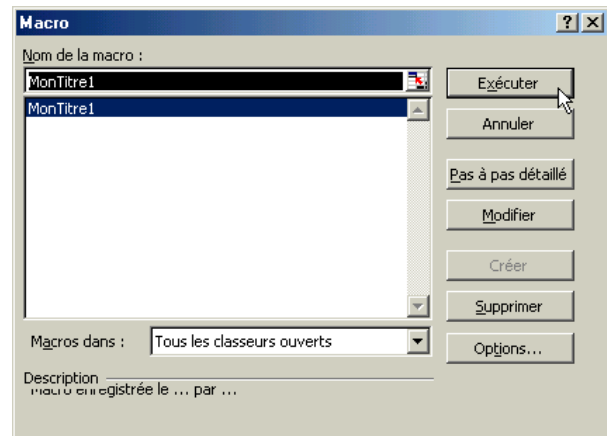 Macro
Nom de la macro :
MonTitre1
MonTitre1
Exécuter
Annuler
Pas à pas détaillé
Modifier
Créer
Supprimer
Options...
Macros dans :
Tous les classeurs ouverts
Description
Macro enregistrée le ... par ...